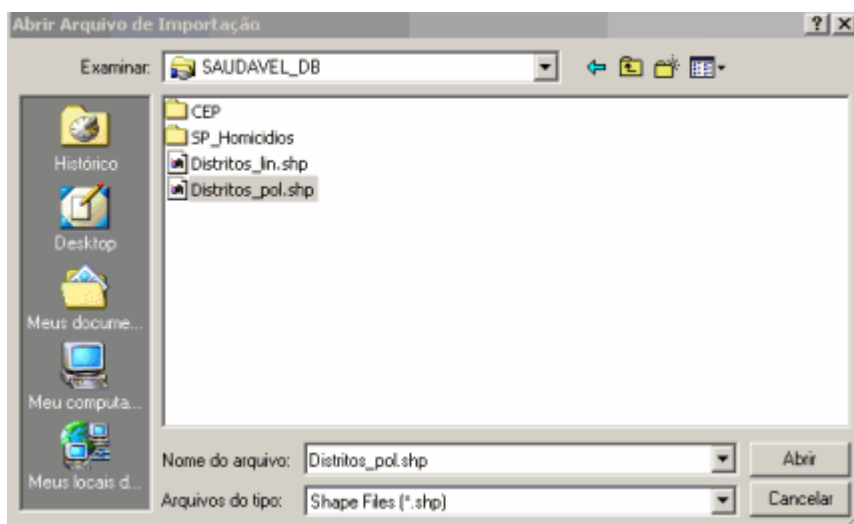 Abrir Arquivo de Importação
Examinar: SAUDAVEL_DB
Histórico
Desktop
Meus docume...
Meu computa...
Meus locais d...
CEP
SP_Homicidios
Distritos_lin.shp
Distritos_pol.shp
Nome do arquivo: Distritos_pol.shp Abrir
Arquivos do tipo: Shape Files (*.shp) Cancelar